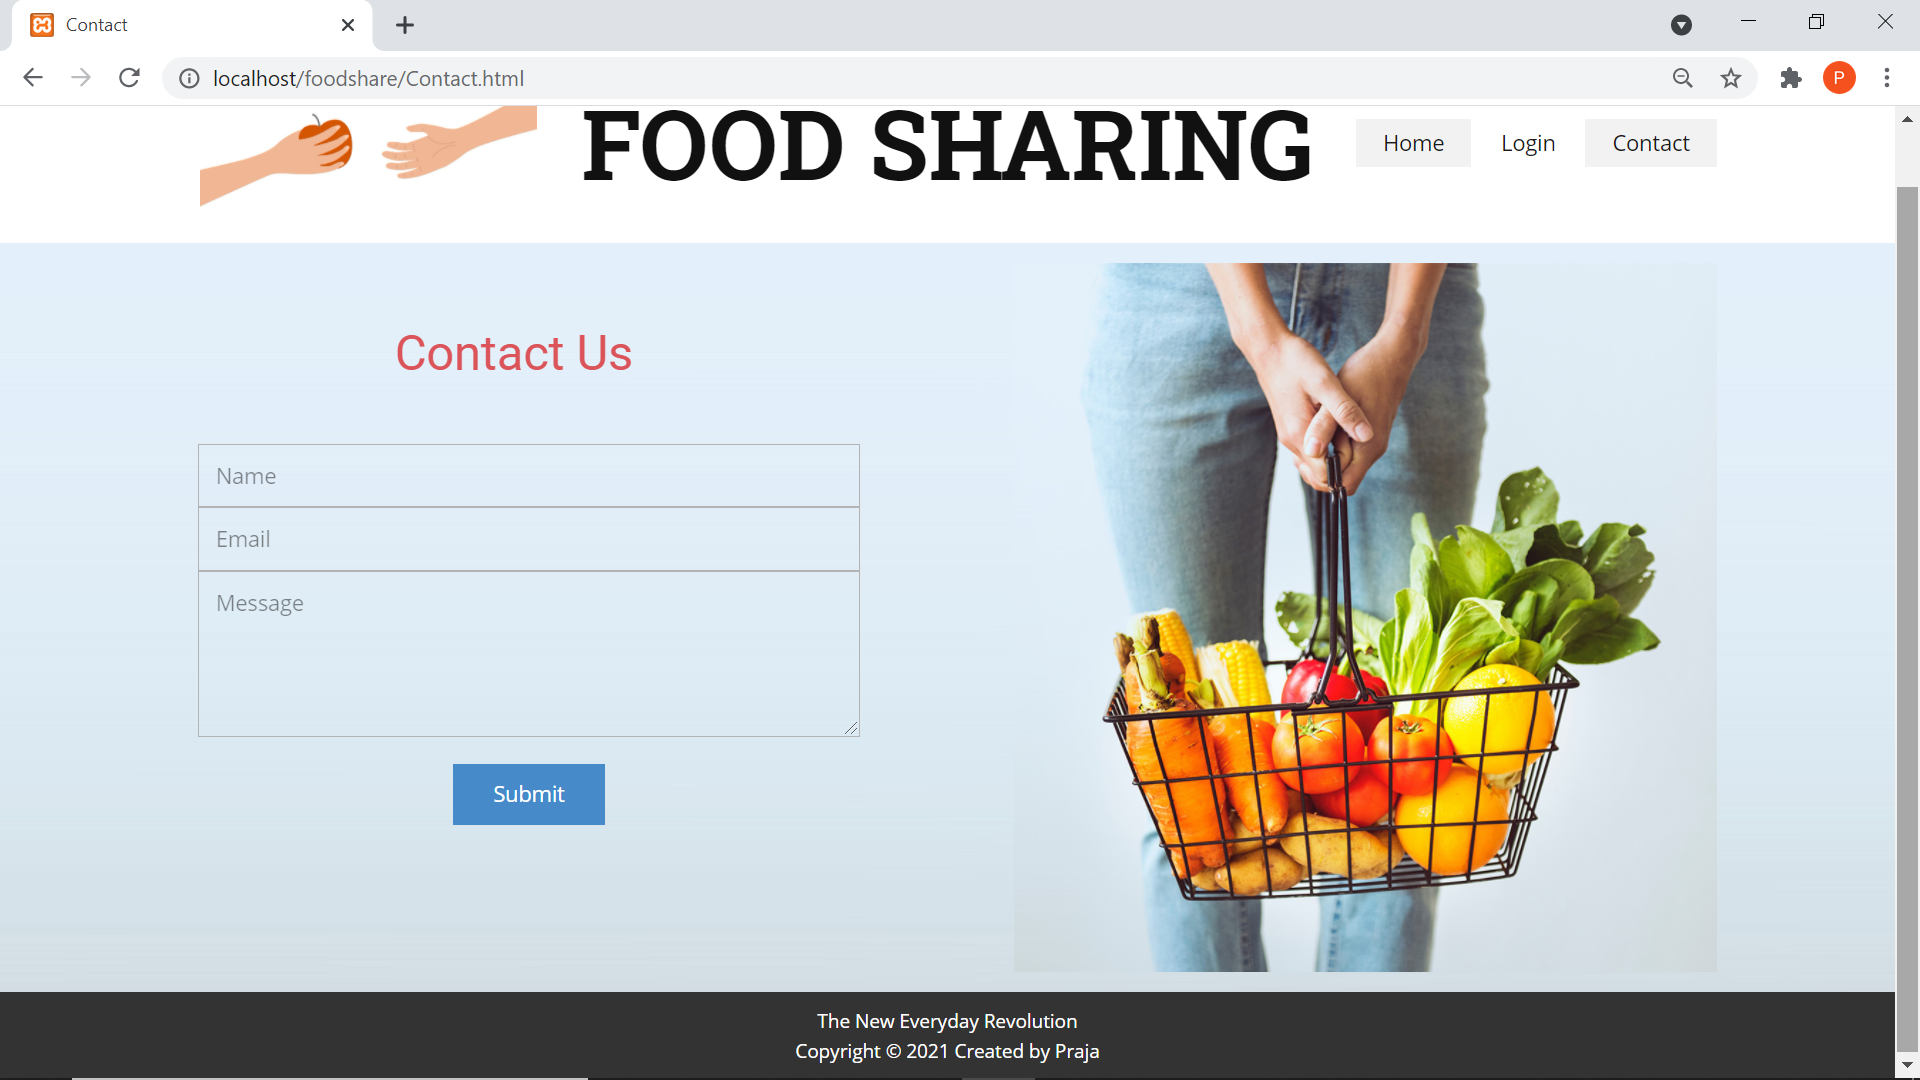 Contact
localhost/foodshare/Contact.html
P
FOOD SHARING
Home
Login
Contact
Contact Us
Name
Email
Message
Submit
The New Everyday Revolution
Copyright © 2021 Created by Praja